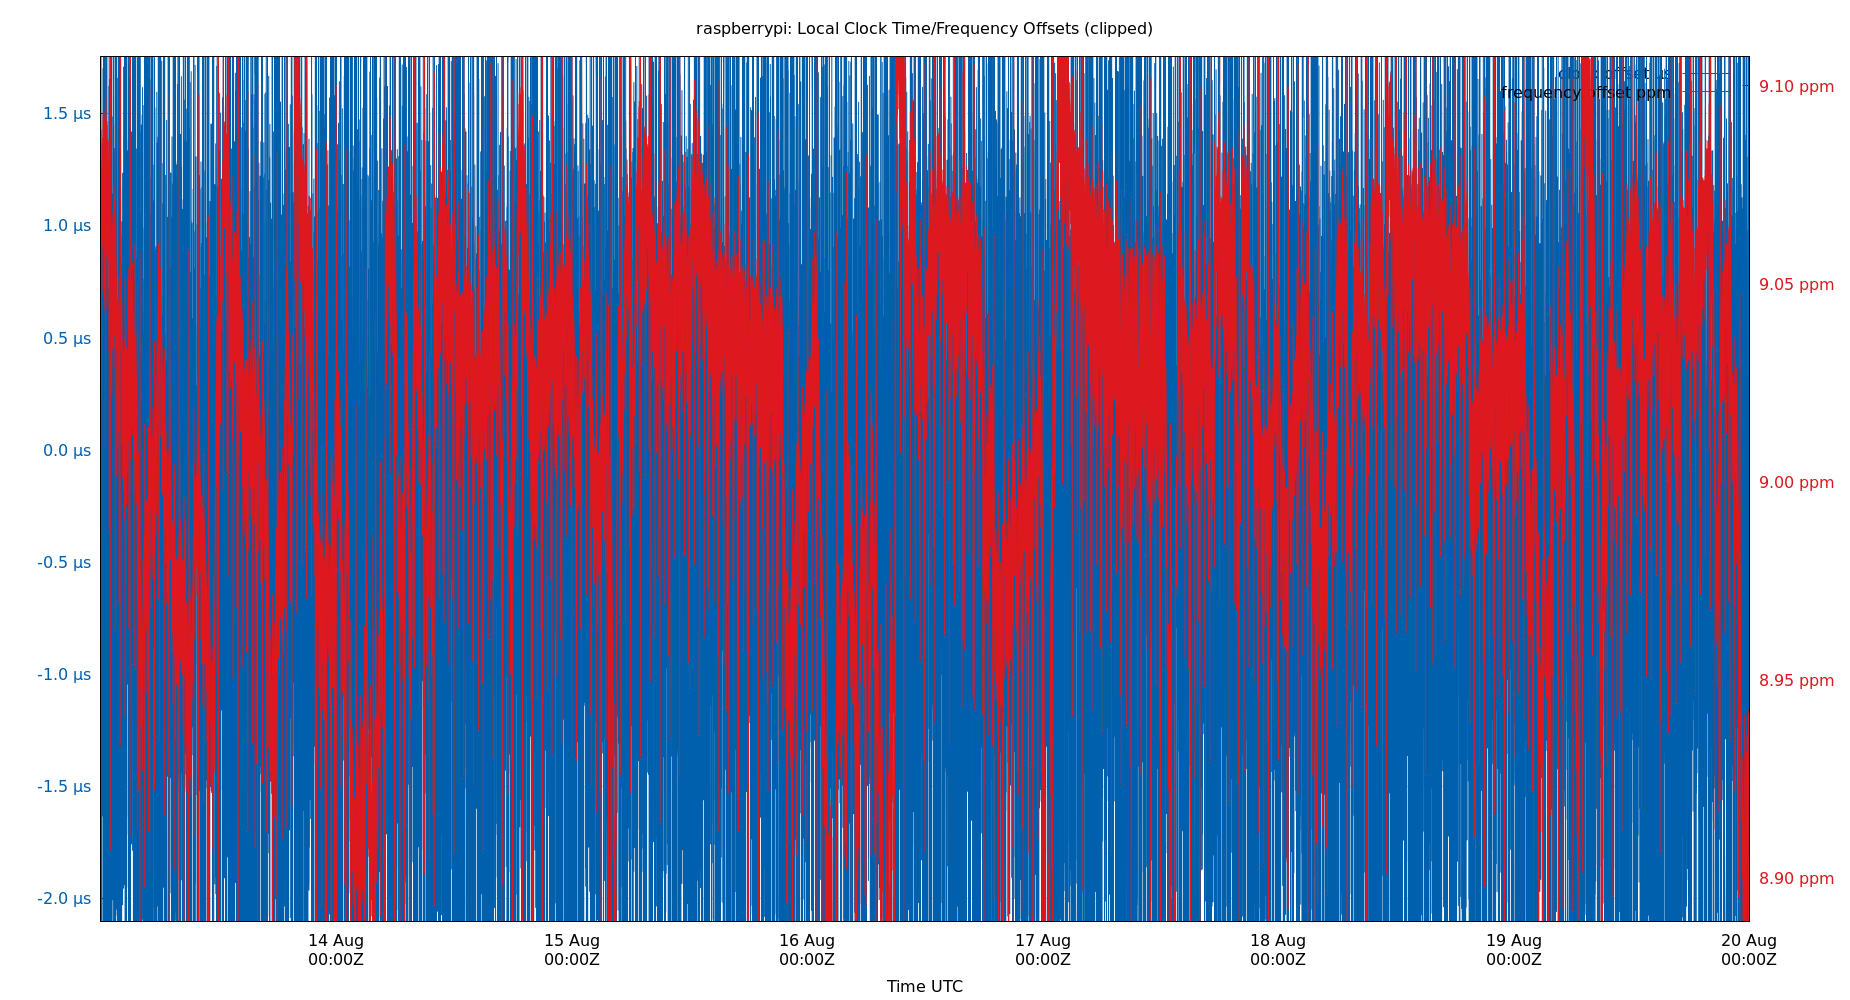 raspberrypi: Local Clock Time/Frequency Offsets (clipped)
clock offset µs
frequency offset ppm
1.5 µs
1.0 µs
0.5 µs
0.0 µs
-0.5 µs
-1.0 µs
-1.5 µs
-2.0 µs
9.10 ppm
9.05 ppm
9.00 ppm
8.95 ppm
8.90 ppm
14 Aug
00:00Z
15 Aug
00:00Z
16 Aug
00:00Z
17 Aug
00:00Z
18 Aug
00:00Z
19 Aug
00:00Z
20 Aug
00:00Z
Time UTC